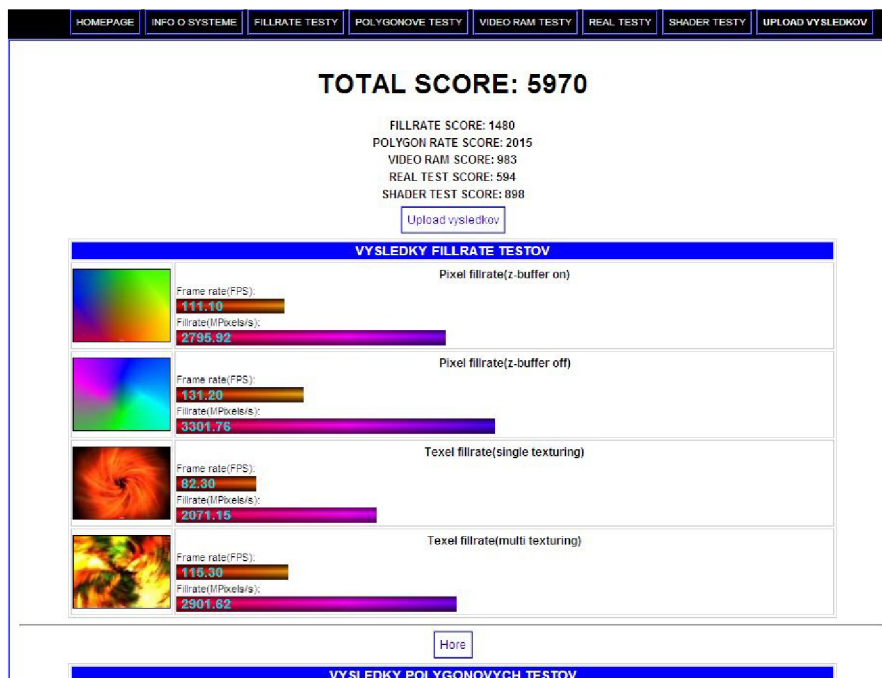 HOMEPAGE INFO O SYSTEME FILLRATE TESTY POLYGONOVE TESTY VIDEO RAM TESTY REAL TESTY SHADER TESTY UPLOAD VYSLEDKOV
TOTAL SCORE: 5970
FILLRATE SCORE: 1480
POLYGON RATE SCORE: 2015
VIDEO RAM SCORE: 983
REAL TEST SCORE: 594
SHADER TEST SCORE: 898
Upload vysledkov
VYSLEDKY FILLRATE TESTOV
Pixel fillrate(z-buffer on)
Frame rate(FPS):
111.10
Fillrate(MPixels/s):
2795.92
Pixel fillrate(z-buffer off)
Frame rate(FPS):
131.20
Fillrate(MPixels/s):
3301.76
Texel fillrate(single texturing)
Frame rate(FPS):
82.30
Fillrate(MPixels/s):
2071.15
Texel fillrate(multi texturing)
Frame rate(FPS):
115.30
Fillrate(MPixels/s):
2901.62
Hore
VYSLEDKY POLYGONOVYCH TESTOV